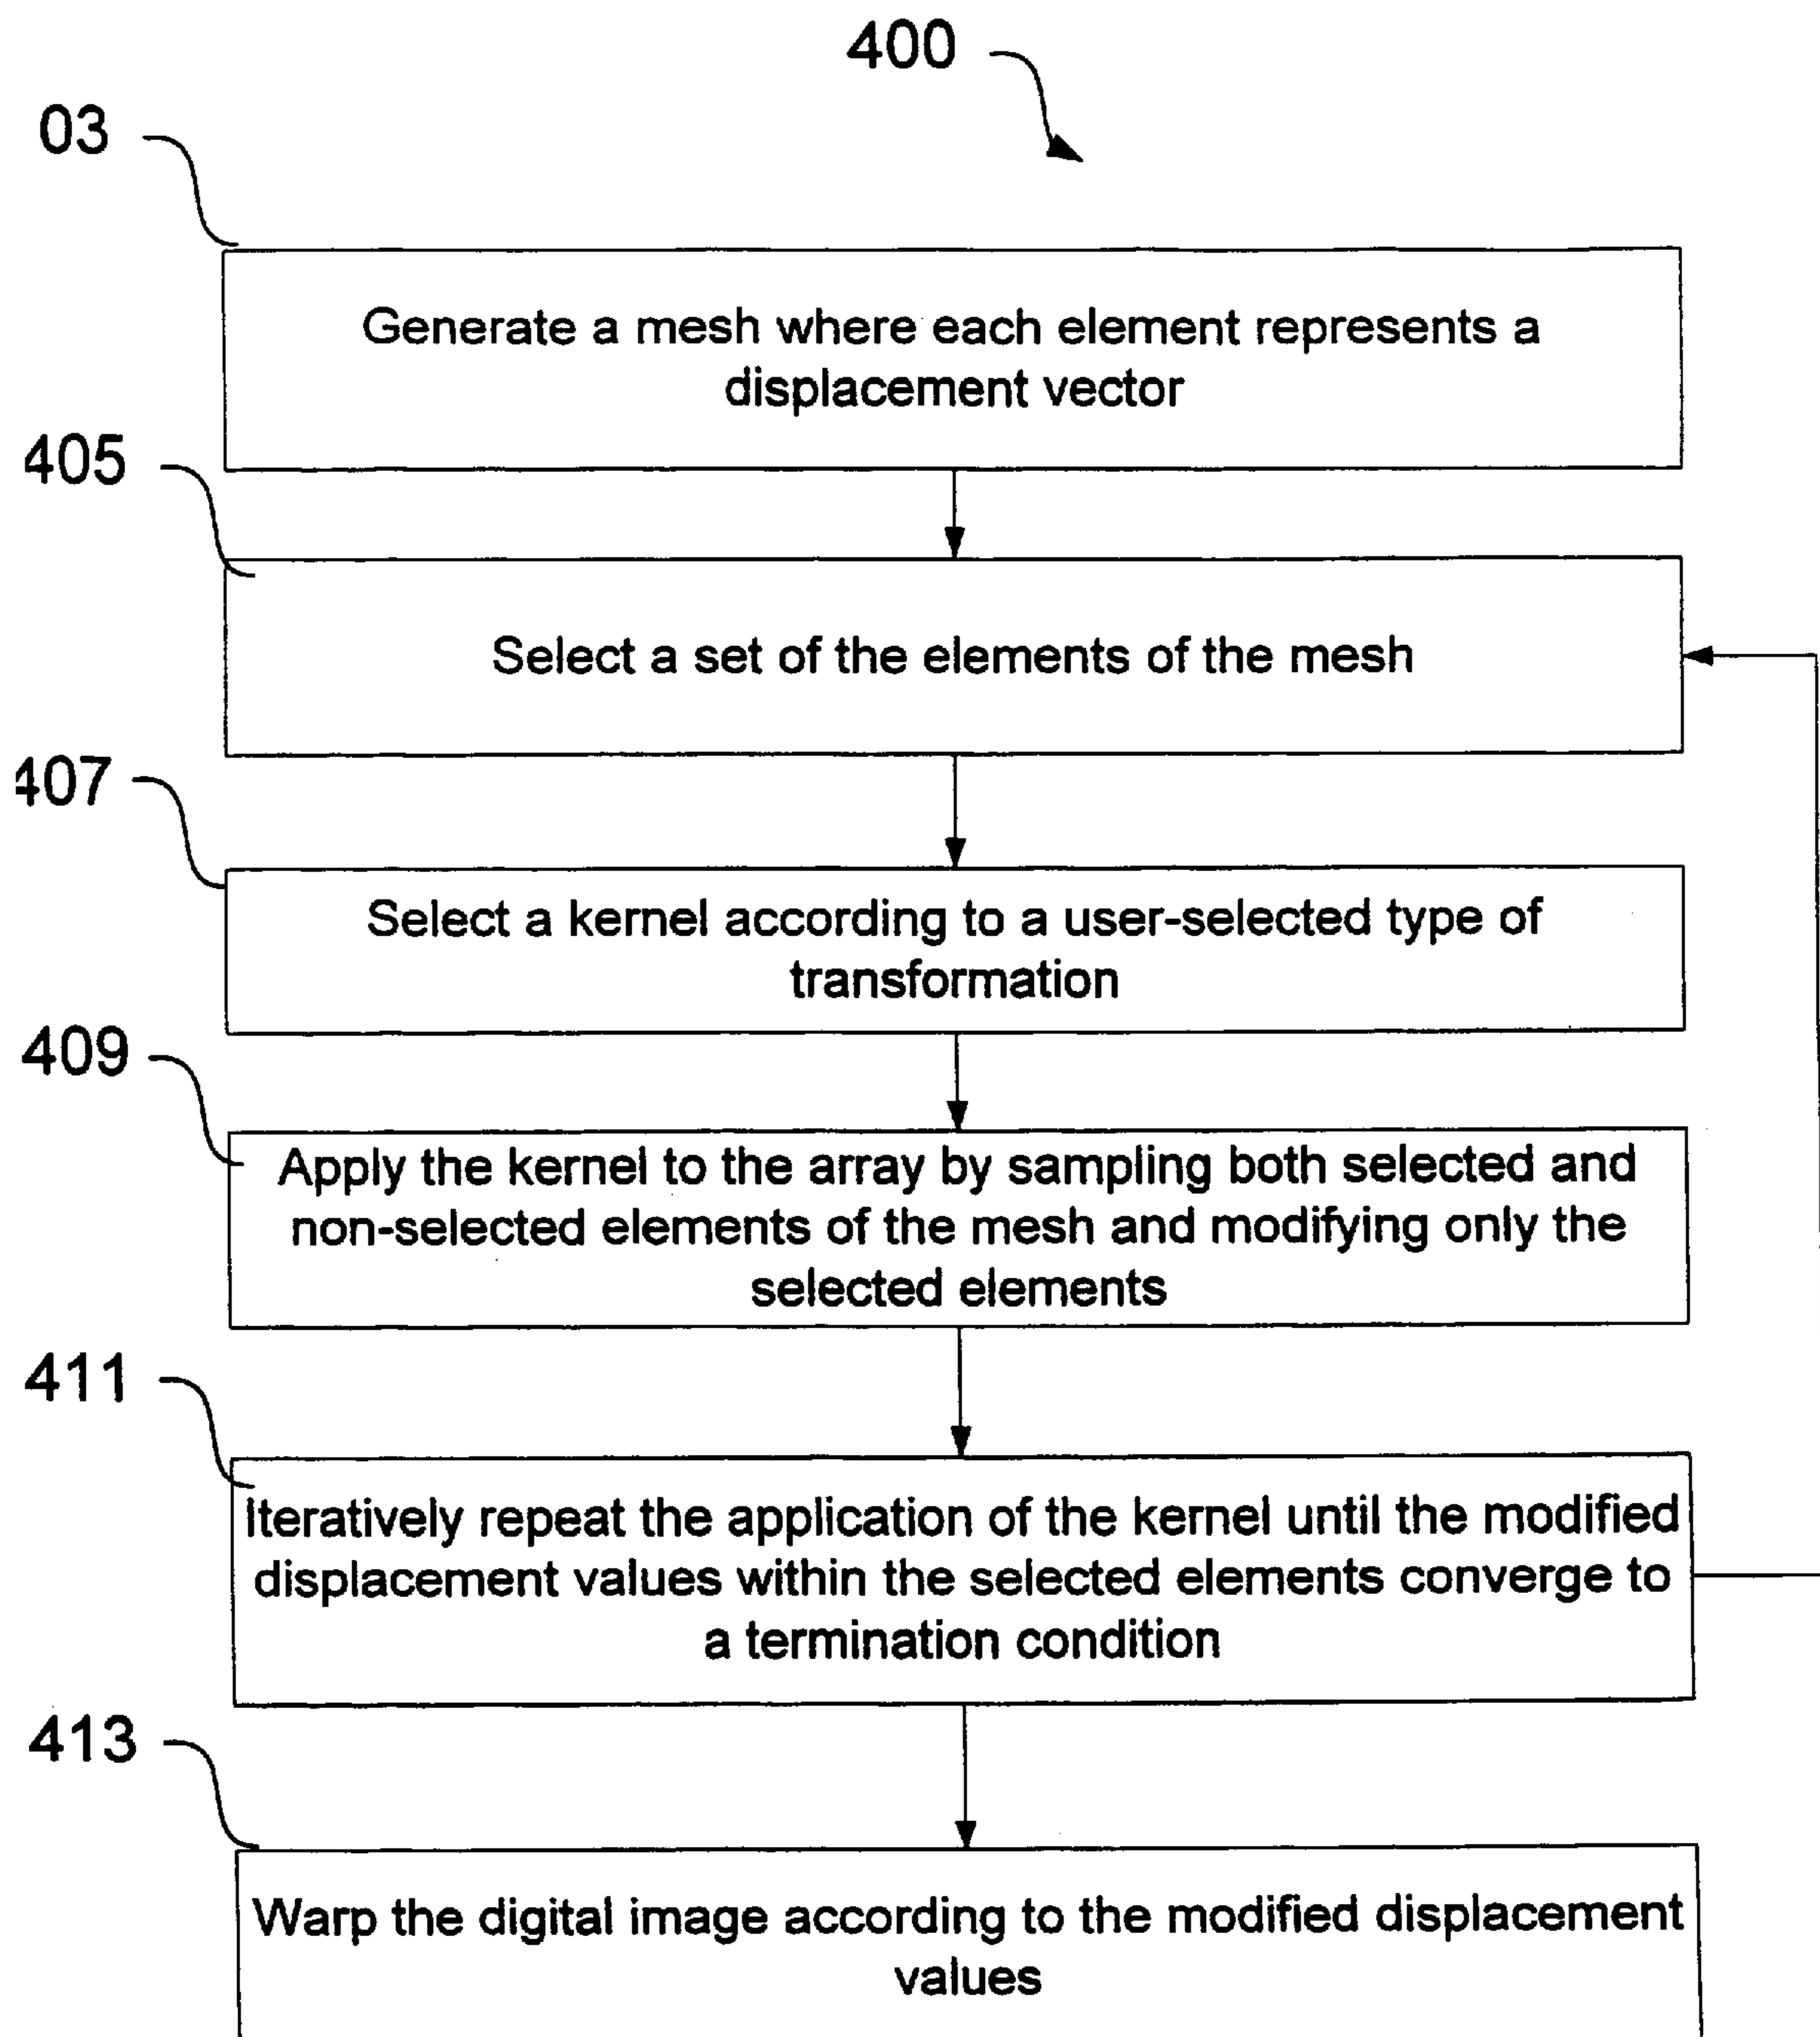 400
03
Generate a mesh where each element represents a
displacement vector
405
Select a set of the elements of the mesh
407
Select a kernel according to a user-selected type of
transformation
409
Apply the kernel to the array by sampling both selected and
non-selected elements of the mesh and modifying only the
selected elements
411
Iteratively repeat the application of the kernel until the modified
displacement values within the selected elements converge to
a termination condition
413
Warp the digital image according to the modified displacement
values